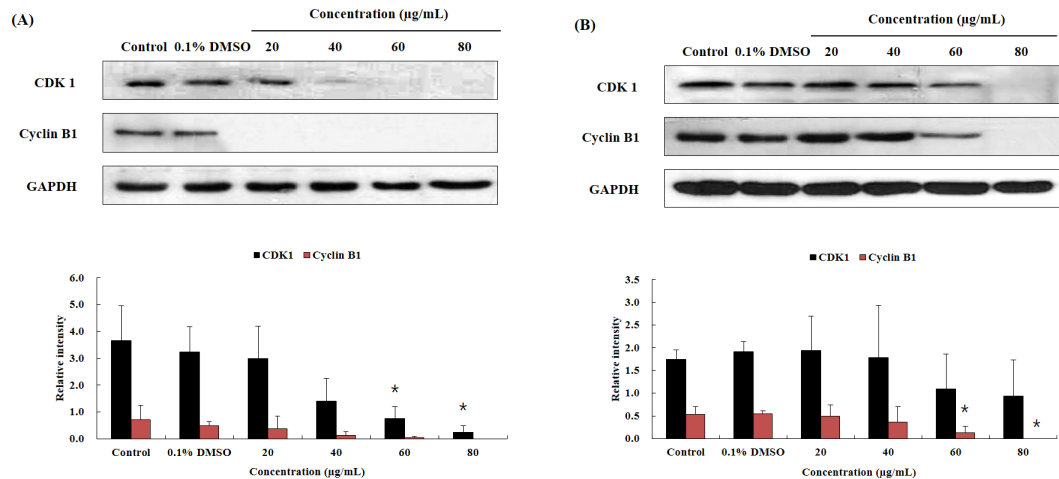 (A)
Concentration (µg/mL)
Control 0.1% DMSO 20 40 60 80
CDK 1
Cyclin B1
GAPDH
CDK1 Cyclin B1
Relative intensity
6.0
5.0
4.0
3.0
2.0
1.0
0.0
* *
Control 0.1% DMSO 20 40 60 80
Concentration (µg/mL)
(B)
Concentration (µg/mL)
Control 0.1% DMSO 20 40 60 80
CDK 1
Cyclin B1
GAPDH
CDK1 Cyclin B1
Relative intensity
3.5
3.0
2.5
2.0
1.5
1.0
0.5
0.0
* *
Control 0.1% DMSO 20 40 60 80
Concentration (µg/mL)